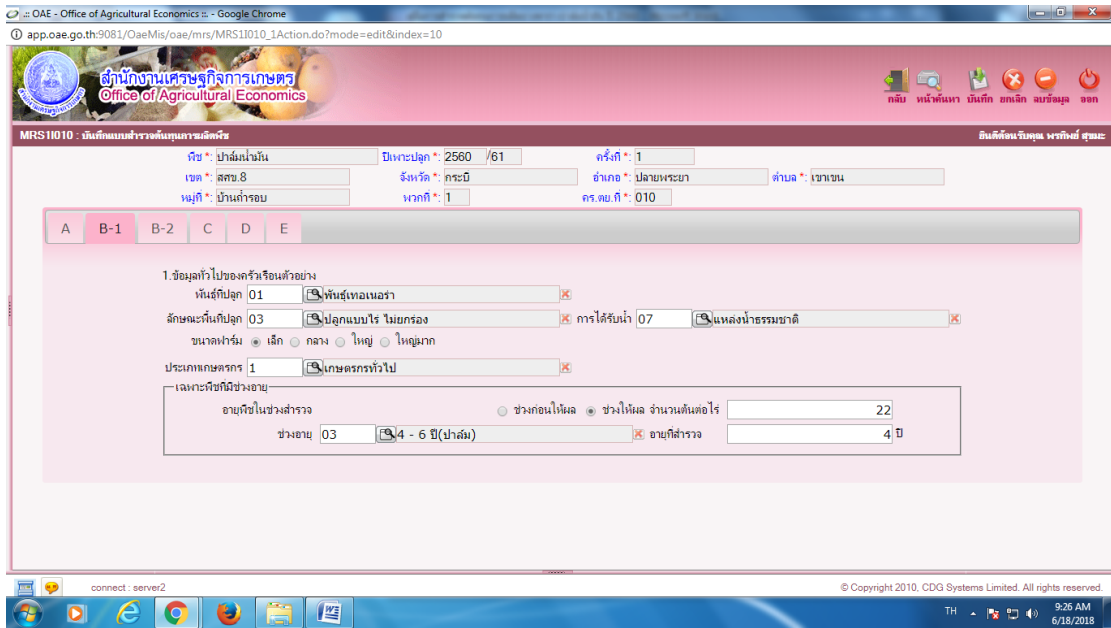 .:: OAE - Office of Agricultural Economics ::. - Google Chrome
app.oae.go.th:9081/OaeMis/oae/mrs/MRS1I010_1Action.do?mode=edit&index=10
สำนักงานเศรษฐกิจการเกษตร
Office of Agricultural Economics
กลับ หน้าค้นหา บันทึก ยกเลิก ลบข้อมูล ออก
MRS1I010 : บันทึกแบบสำรวจต้นทุนการผลิตพืช ยินดีต้อนรับคุณ พรทิพย์ สุขมะ
พืช *: ปาล์มน้ำมัน ปีเพาะปลูก *: 2560 /61 ครั้งที่ *: 1
เขต *: สศข.8 จังหวัด *: กระบี่ อำเภอ *: ปลายพระยา ตำบล *: เขาเขน
หมู่ที่ *: บ้านถ้ำรอบ พวกที่ *: 1 คร.ตย.ที่ *: 010
A B-1 B-2 C D E
1.ข้อมูลทั่วไปของครัวเรือนตัวอย่าง
พันธุ์ที่ปลูก 01 พันธุ์เทอเนอร่า
ลักษณะพื้นที่ปลูก 03 ปลูกแบบไร่ ไม่ยกร่อง การได้รับน้ำ 07 แหล่งน้ำธรรมชาติ
ขนาดฟาร์ม เล็ก กลาง ใหญ่ ใหญ่มาก
ประเภทเกษตรกร 1 เกษตรกรทั่วไป
เฉพาะพืชที่มีช่วงอายุ
อายุพืชในช่วงสำรวจ ช่วงก่อนให้ผล ช่วงให้ผล จำนวนต้นต่อไร่ 22
ช่วงอายุ 03 4 - 6 ปี(ปาล์ม) อายุที่สำรวจ 4 ปี
connect : server2 © Copyright 2010, CDG Systems Limited. All rights reserved.
TH 9:26 AM
6/18/2018